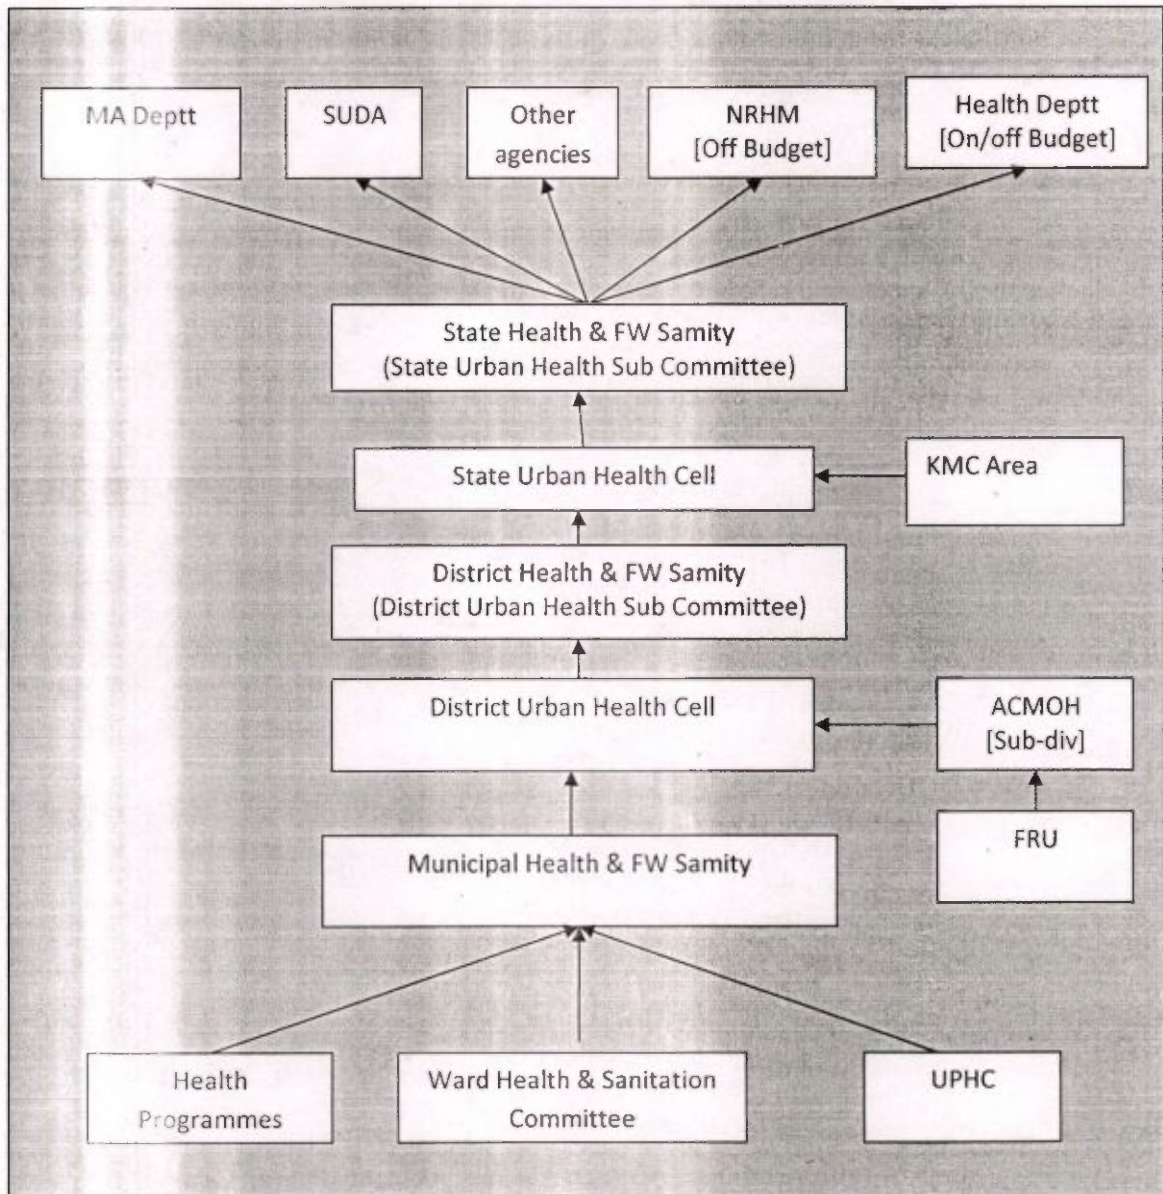 MA Deptt
SUDA
Other
agencies
NRHM
[Off Budget]
Health Deptt
[On/off Budget]
State Health & FW Samity
(State Urban Health Sub Committee)
State Urban Health Cell
KMC Area
District Health & FW Samity
(District Urban Health Sub Committee)
District Urban Health Cell
ACMOH
[Sub-div]
FRU
Municipal Health & FW Samity
Health
Programmes
Ward Health & Sanitation
Committee
UPHC